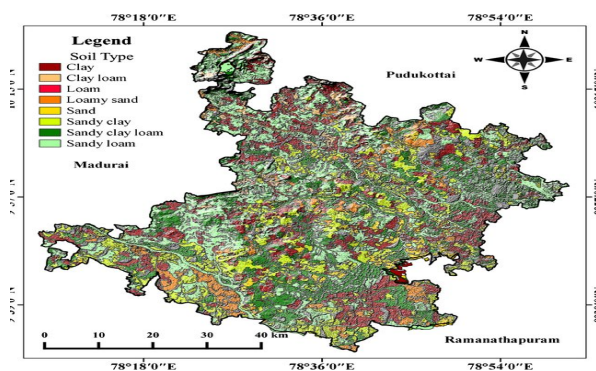 78°18'0"E 78°36'0"E 78°54'0"E
Legend
Soil Type
Clay
Clay loam
Loam
Loamy sand
Sand
Sandy clay
Sandy clay loam
Sandy loam
N
W E
S
Pudukottai
Madurai
Ramanathapuram
0 10 20 30 40 km
78°18'0"E 78°36'0"E 78°54'0"E